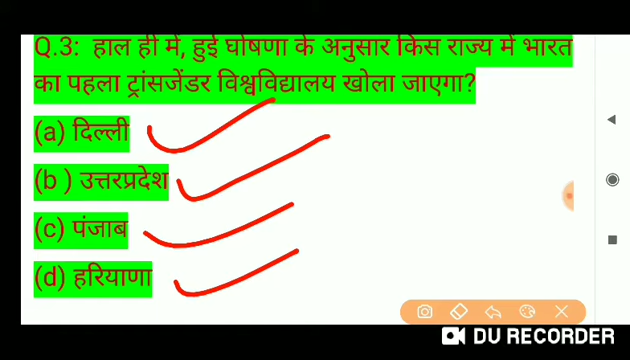 Q.3: हाल ही में, हुई घोषणा के अनुसार किस राज्य में भारत
का पहला ट्रांसजेंडर विश्वविद्यालय खोला जाएगा?
(a) दिल्ली
(b ) उत्तरप्रदेश
(c) पंजाब
(d) हरियाणा
DU RECORDER